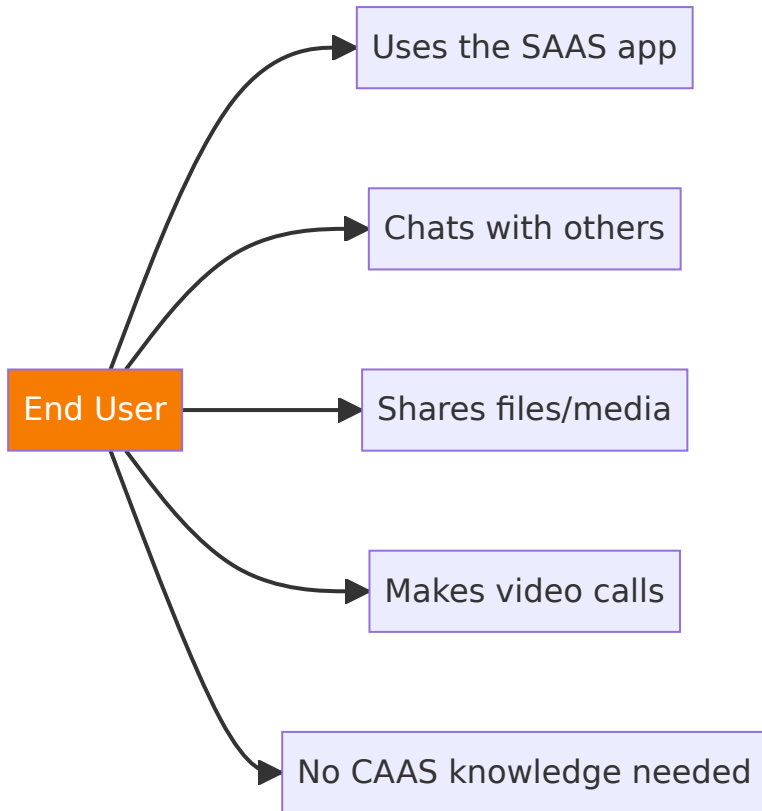 Uses the SAAS app
Chats with others
End User
Shares files/media
Makes video calls
No CAAS knowledge needed